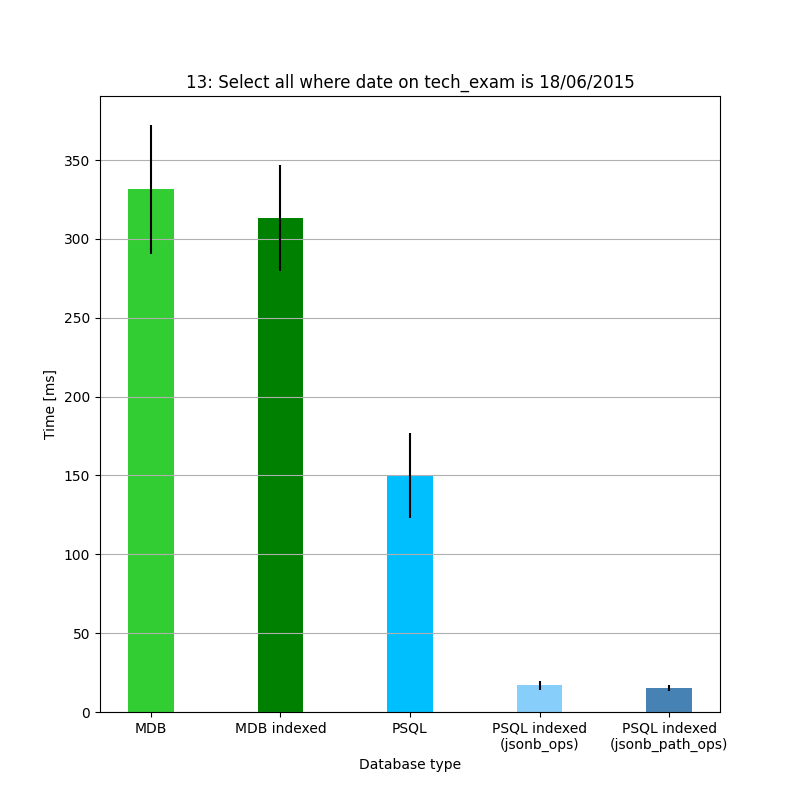 13: Select all where date on tech_exam is 18/06/2015
350
300
250
200
150
100
50
0
Time [ms]
MDB
MDB indexed
PSQL
PSQL indexed
(jsonb_ops)
PSQL indexed
(jsonb_path_ops)
Database type